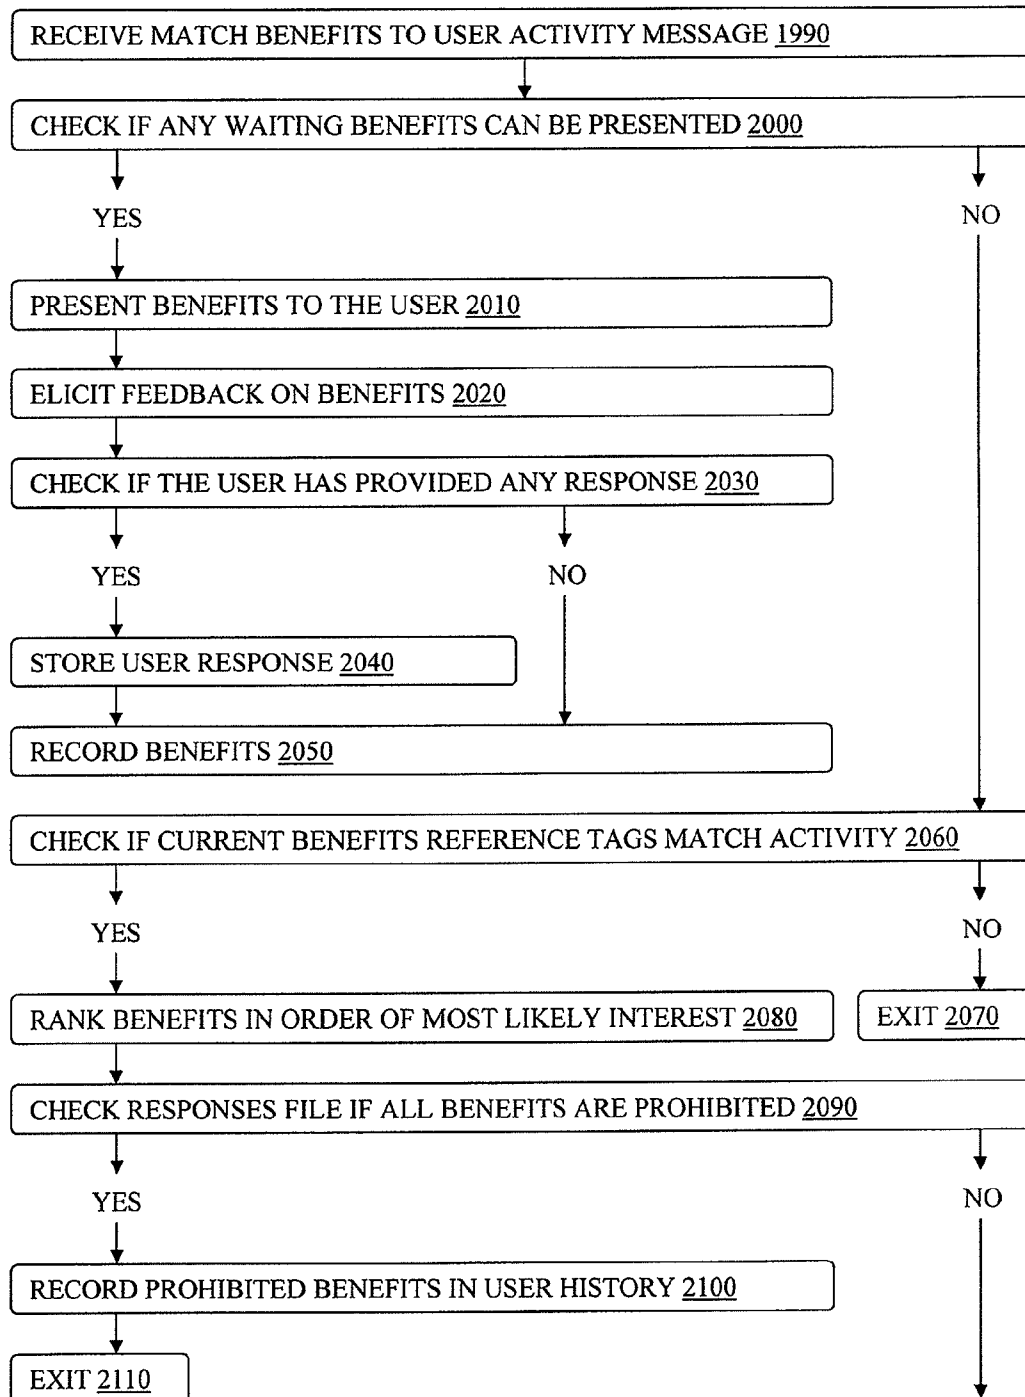 RECEIVE MATCH BENEFITS TO USER ACTIVITY MESSAGE 1990
CHECK IF ANY WAITING BENEFITS CAN BE PRESENTED 2000
YES
NO
PRESENT BENEFITS TO THE USER 2010
ELICIT FEEDBACK ON BENEFITS 2020
CHECK IF THE USER HAS PROVIDED ANY RESPONSE 2030
YES
NO
STORE USER RESPONSE 2040
RECORD BENEFITS 2050
CHECK IF CURRENT BENEFITS REFERENCE TAGS MATCH ACTIVITY 2060
YES
NO
RANK BENEFITS IN ORDER OF MOST LIKELY INTEREST 2080
EXIT 2070
CHECK RESPONSES FILE IF ALL BENEFITS ARE PROHIBITED 2090
YES
NO
RECORD PROHIBITED BENEFITS IN USER HISTORY 2100
EXIT 2110